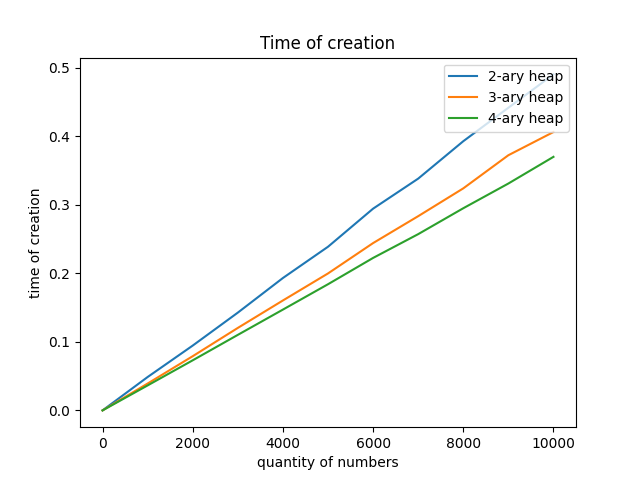 Time of creation
2-ary heap
3-ary heap
4-ary heap
time of creation
0.5
0.4
0.3
0.2
0.1
0.0
0 2000 4000 6000 8000 10000
quantity of numbers